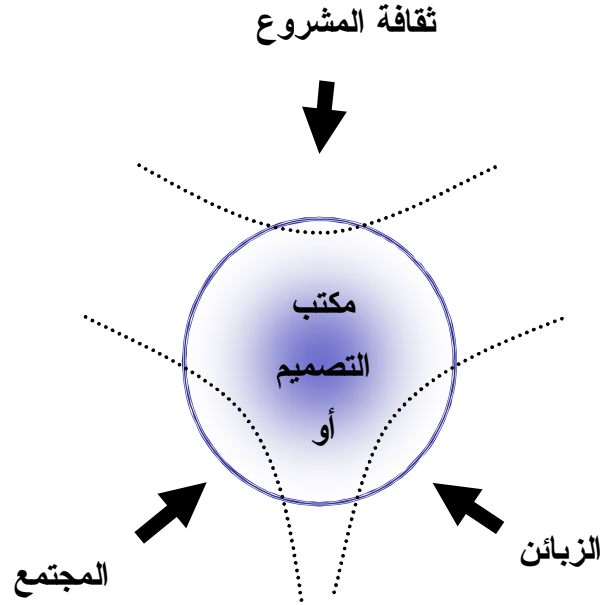 ثقافة المشروع
مكتب
التصميم
أو
الزبائن
المجتمع